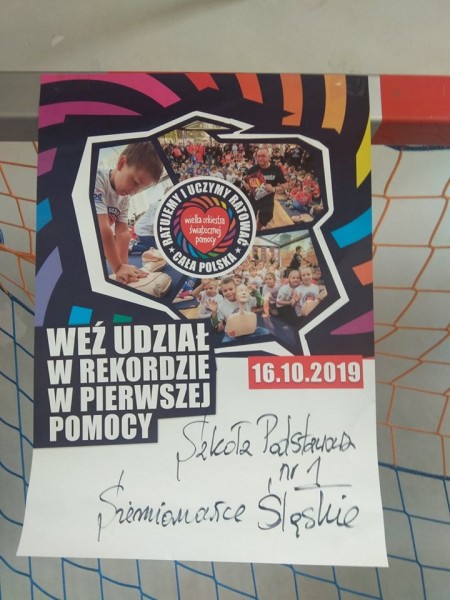 RATUJEMY I UCZYMY RATOWAĆ
wielka orkiestra
świątecznej
pomocy
★ CAŁA POLSKA ★
WEŹ UDZIAŁ
W REKORDZIE
W PIERWSZEJ
POMOCY
16.10.2019
Szkoła Podstawowa
nr 1
Siemianowice Śląskie